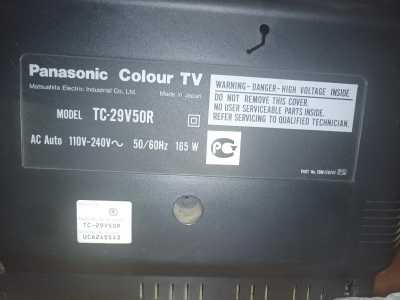 Panasonic Colour TV
Matsushita Electric Industrial Co., Ltd. Made in Japan
MODEL TC-29V50R
AC Auto 110V-240V~ 50/60Hz 165 W
WARNING-DANGER-HIGH VOLTAGE INSIDE.
DO NOT REMOVE THIS COVER.
NO USER SERVICEABLE PARTS INSIDE.
REFER SERVICING TO QUALIFIED TECHNICIAN.
PART No.
TC-29V50R